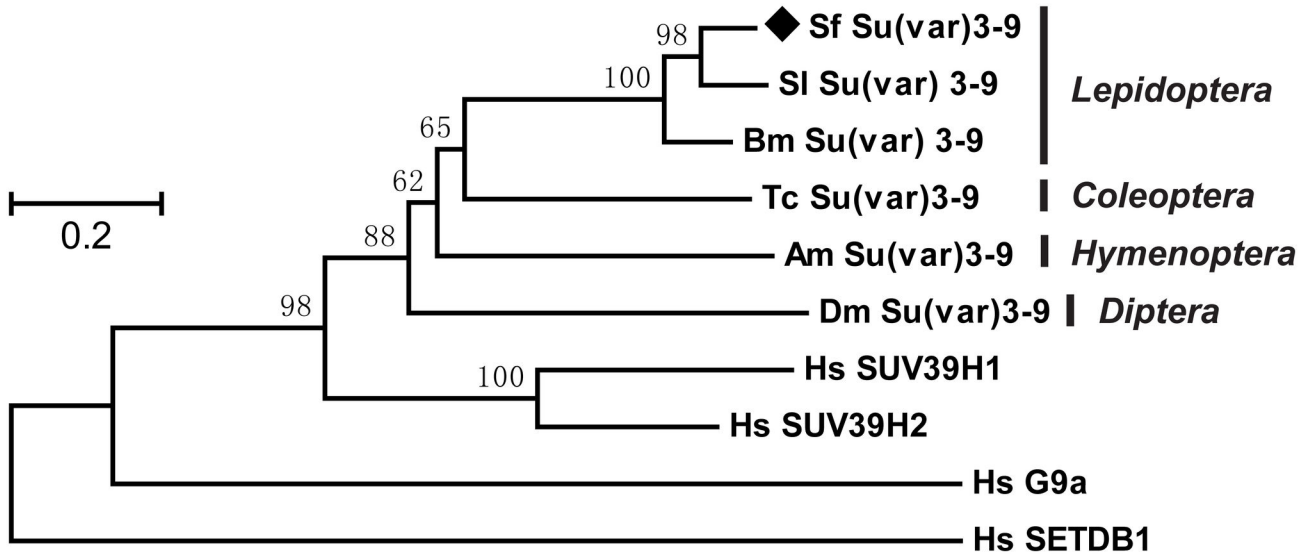 98
Sf Su(var)3-9
100
Sl Su(var) 3-9
Lepidoptera
65
Bm Su(var) 3-9
62
Tc Su(var)3-9
Coleoptera
0.2
88
Am Su(var)3-9
Hymenoptera
98
Dm Su(var)3-9
Diptera
100
Hs SUV39H1
Hs SUV39H2
Hs G9a
Hs SETDB1